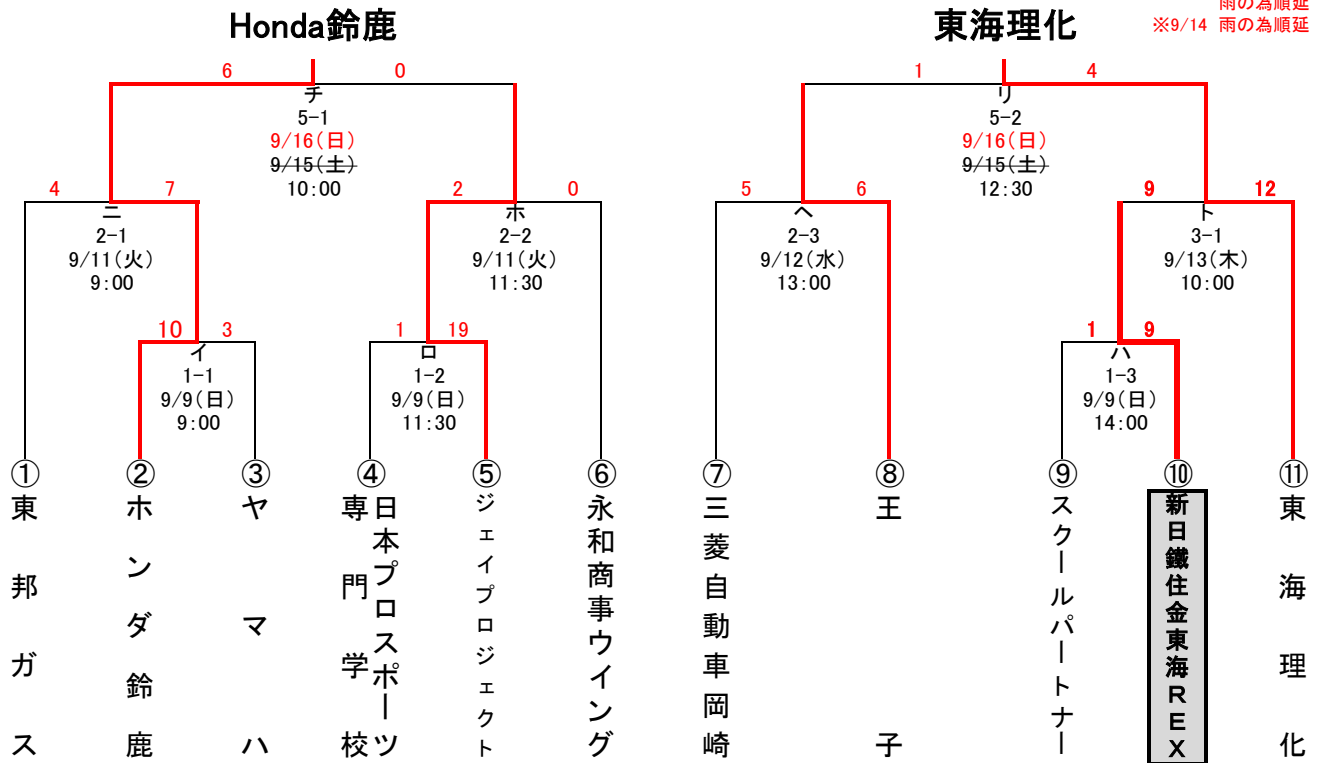 雨の為順延
※9/14 雨の為順延
Honda鈴鹿
東海理化
6 0
チ
5-1
9/16(日)
9/15(土)
10:00
1 4
リ
5-2
9/16(日)
9/15(土)
12:30
4 7
ニ
2-1
9/11(火)
9:00
2 0
ホ
2-2
9/11(火)
11:30
5 6
ヘ
2-3
9/12(水)
13:00
9 12
ト
3-1
9/13(木)
10:00
10 3
イ
1-1
9/9(日)
9:00
1 19
ロ
1-2
9/9(日)
11:30
1 9
ハ
1-3
9/9(日)
14:00
①
東邦ガス
②
ホンダ鈴鹿
③
ヤマハ
④
日本プロスポーツ
専門学校
⑤
ジェイプロジェクト
⑥
永和商事ウイング
⑦
三菱自動車岡崎
⑧
王子
⑨
スクールパートナー
⑩
新日鐵住金東海REX
⑪
東海理化